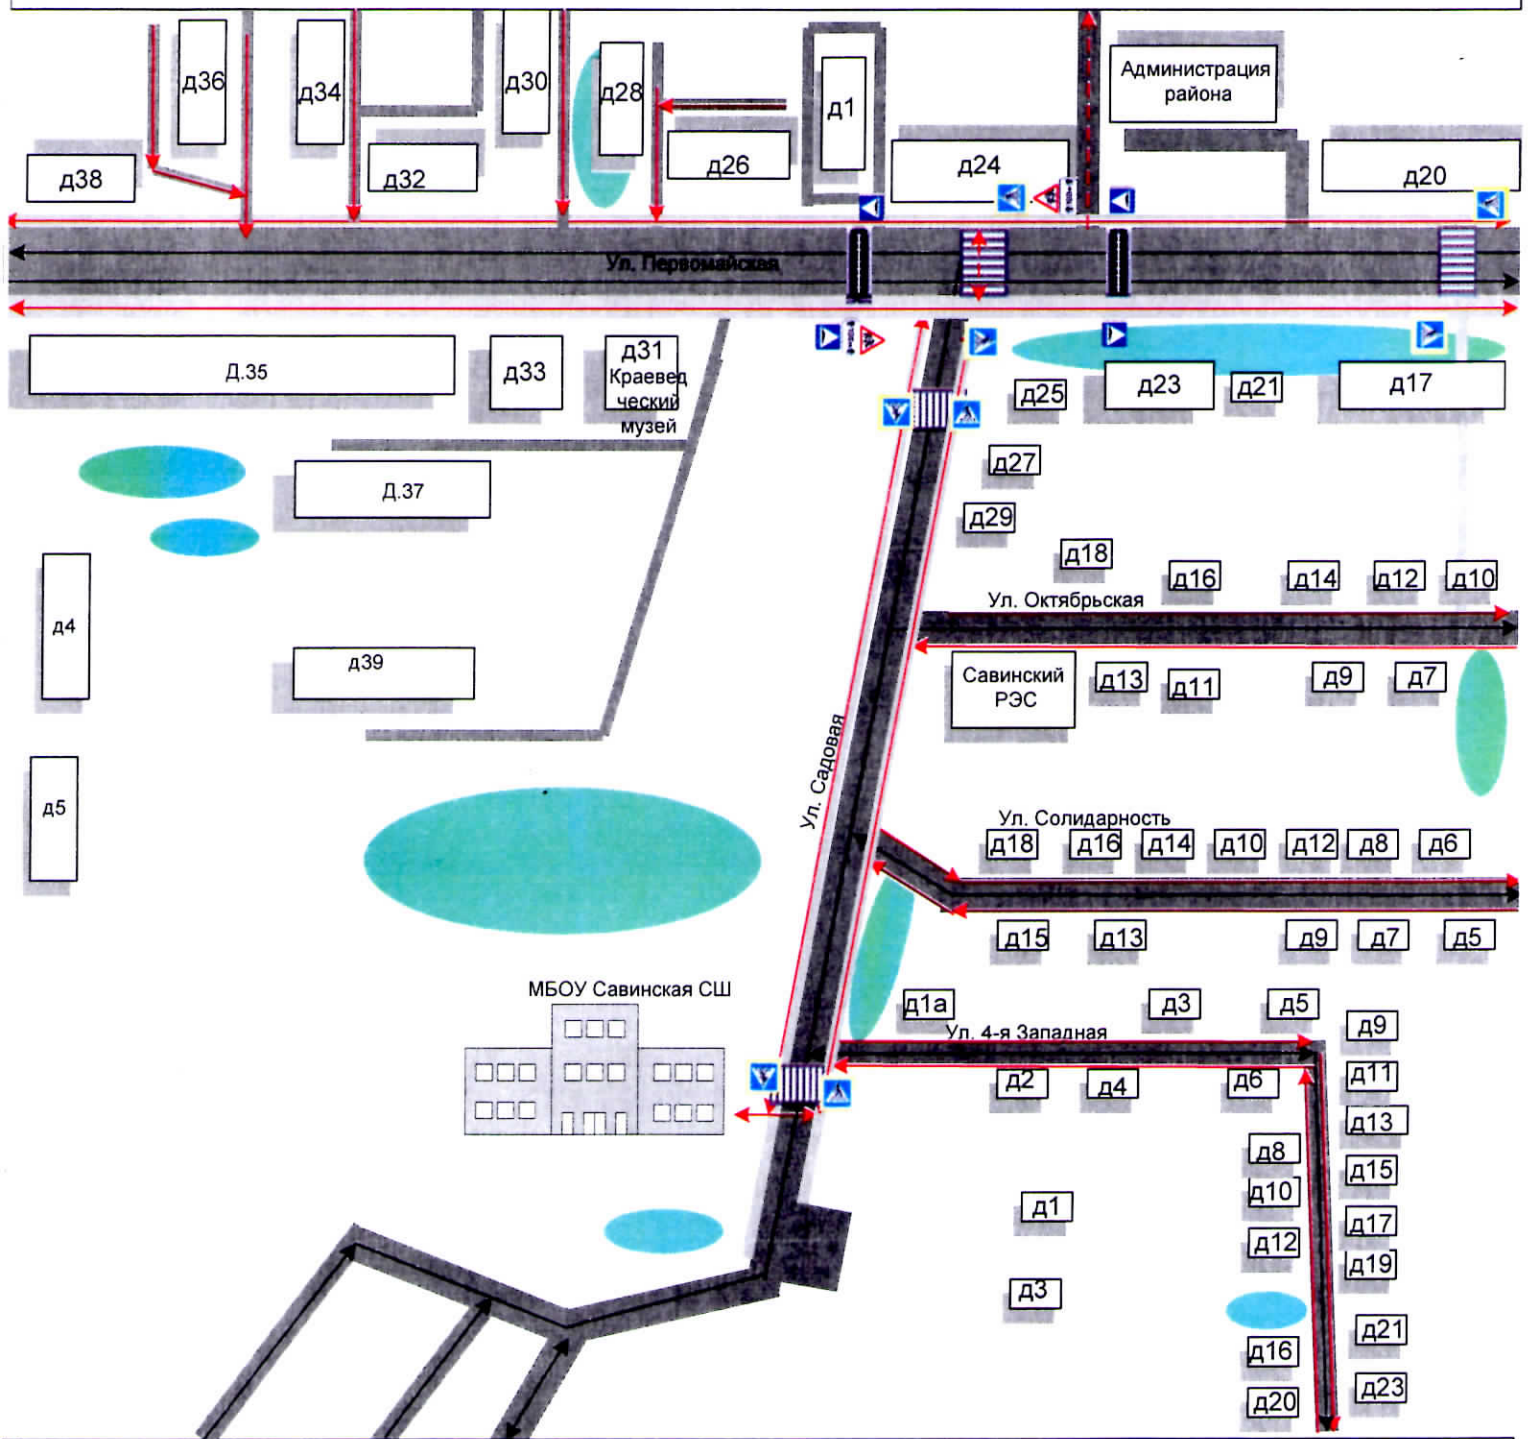 д36
д34
д30
д28
д1
Администрация
района
д38
д32
д26
д24
д20
Ул. Первомайская
Д.35
д33
д31
Краевед
ческий
музей
д25
д23
д21
д17
Д.37
д27
д29
д18
д16
д14
д12
д10
Ул. Октябрьская
д4
д39
Савинский
РЭС
д13
д11
д9
д7
Ул. Садовая
д5
Ул. Солидарность
д18
д16
д14
д10
д12
д8
д6
д15
д13
д9
д7
д5
МБОУ Савинская СШ
д1а
д3
д5
Ул. 4-я Западная
д9
д2
д4
д6
д11
д13
д8
д15
д10
д1
д17
д12
д19
д3
д21
д16
д23
д20